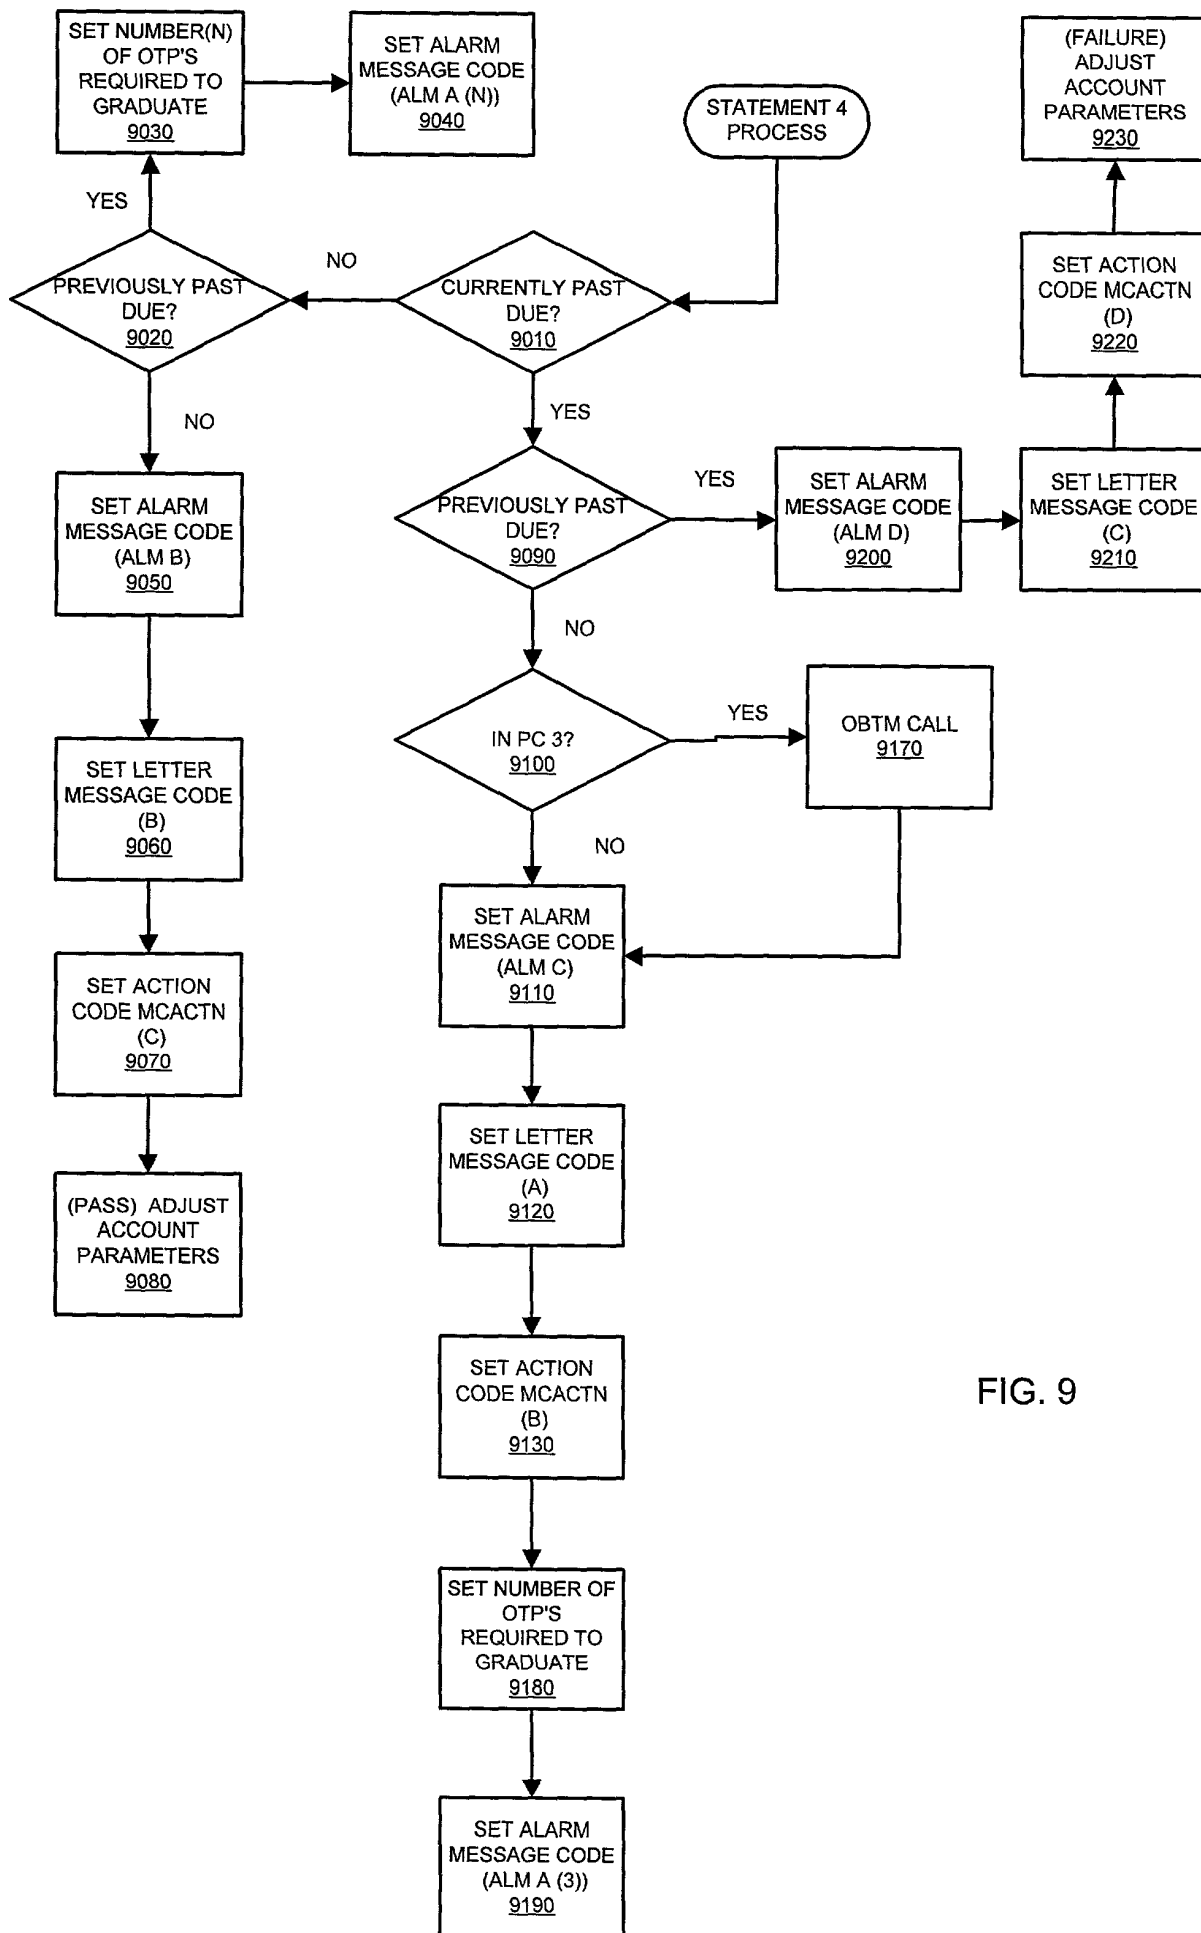 SET NUMBER(N)
OF OTP'S
REQUIRED TO
GRADUATE
9030
SET ALARM
MESSAGE CODE
(ALM A (N))
9040
STATEMENT 4
PROCESS
(FAILURE)
ADJUST
ACCOUNT
PARAMETERS
9230
YES
PREVIOUSLY PAST
DUE?
9020
NO
CURRENTLY PAST
DUE?
9010
SET ACTION
CODE MCACTN
(D)
9220
NO
YES
SET ALARM
MESSAGE CODE
(ALM B)
9050
PREVIOUSLY PAST
DUE?
9090
YES
SET ALARM
MESSAGE CODE
(ALM D)
9200
SET LETTER
MESSAGE CODE
(C)
9210
NO
SET LETTER
MESSAGE CODE
(B)
9060
IN PC 3?
9100
YES
OBTM CALL
9170
NO
SET ACTION
CODE MCACTN
(C)
9070
SET ALARM
MESSAGE CODE
(ALM C)
9110
(PASS) ADJUST
ACCOUNT
PARAMETERS
9080
SET LETTER
MESSAGE CODE
(A)
9120
SET ACTION
CODE MCACTN
(B)
9130
FIG. 9
SET NUMBER OF
OTP'S
REQUIRED TO
GRADUATE
9180
SET ALARM
MESSAGE CODE
(ALM A (3))
9190